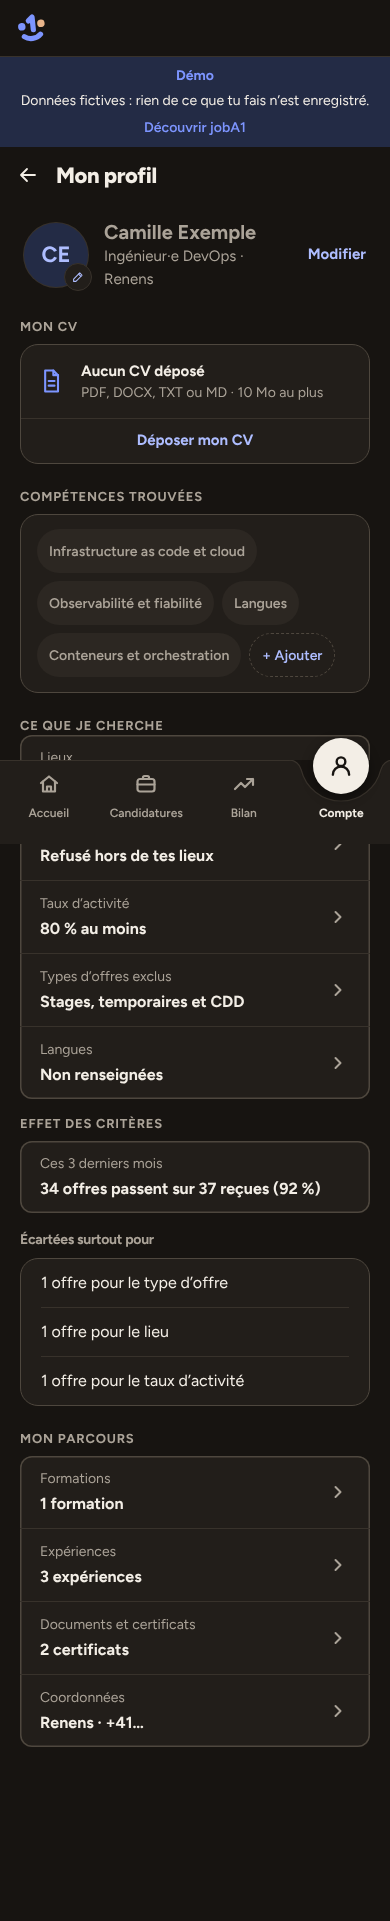 Démo
Données fictives : rien de ce que tu fais n’est enregistré.
Découvrir jobA1
Mon profil
CE
Camille Exemple
Ingénieur·e DevOps ·
Renens
Modifier
MON CV
Aucun CV déposé
PDF, DOCX, TXT ou MD · 10 Mo au plus
Déposer mon CV
COMPÉTENCES TROUVÉES
Infrastructure as code et cloud
Observabilité et fiabilité
Langues
Conteneurs et orchestration
+ Ajouter
CE QUE JE CHERCHE
Lieux
Accueil
Candidatures
Bilan
Compte
Refusé hors de tes lieux
Taux d’activité
80 % au moins
Types d’offres exclus
Stages, temporaires et CDD
Langues
Non renseignées
EFFET DES CRITÈRES
Ces 3 derniers mois
34 offres passent sur 37 reçues (92 %)
Écartées surtout pour
1 offre pour le type d’offre
1 offre pour le lieu
1 offre pour le taux d’activité
MON PARCOURS
Formations
1 formation
Expériences
3 expériences
Documents et certificats
2 certificats
Coordonnées
Renens · +41…